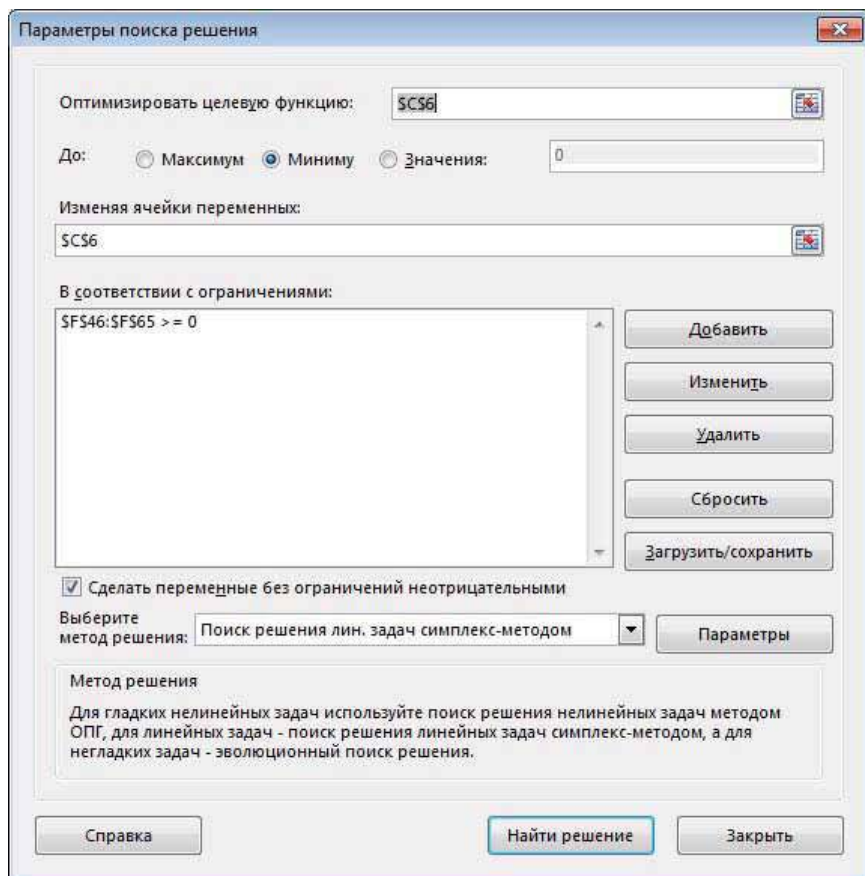 Параметры поиска решения
Оптимизировать целевую функцию: $C$6
До: Максимум Миниму Значения: 0
Изменяя ячейки переменных:
$C$6
В соответствии с ограничениями:
$F$46:$F$65 >= 0
Добавить
Изменить
Удалить
Сбросить
Загрузить/сохранить
Сделать переменные без ограничений неотрицательными
Выберите
метод решения: Поиск решения лин. задач симплекс-методом Параметры
Метод решения
Для гладких нелинейных задач используйте поиск решения нелинейных задач методом
ОПГ, для линейных задач - поиск решения линейных задач симплекс-методом, а для
негладких задач - эволюционный поиск решения.
Справка Найти решение Закрыть